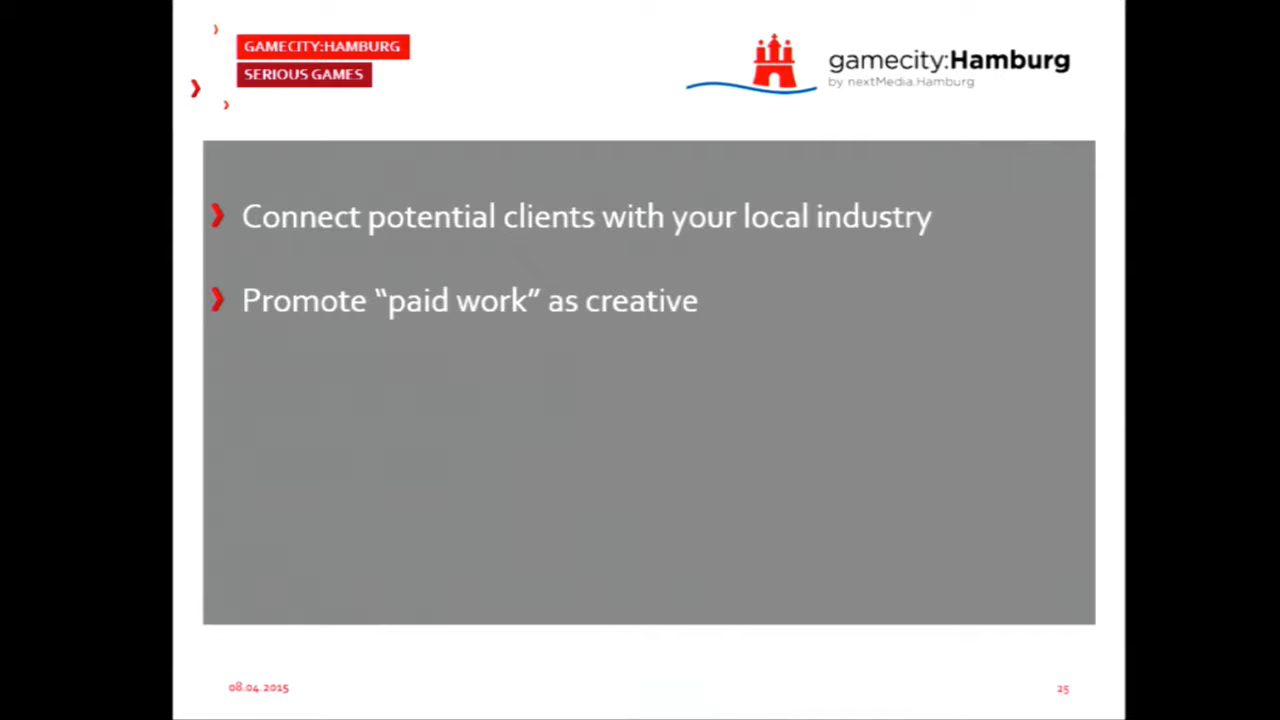 GAMECITY:HAMBURG
SERIOUS GAMES
gamecity:Hamburg
by nextMedia.Hamburg
Connect potential clients with your local industry
Promote “paid work” as creative
08.04.2015
25